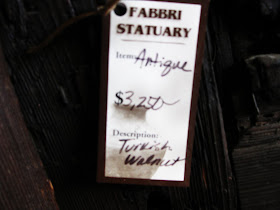 FABBRI
STATUARY
Item: Antique
$3,250
Description:
Turkish
Walnut